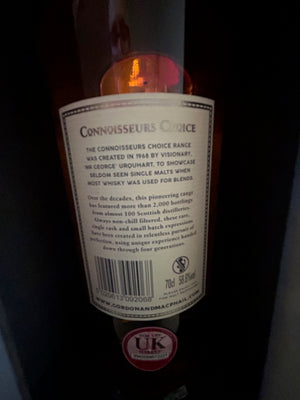 CONNOISSEURS CHOICE
THE CONNOISSEURS CHOICE RANGE
WAS CREATED IN 1968 BY VISIONARY,
'MR GEORGE' URQUHART, TO SHOWCASE
SELDOM SEEN SINGLE MALTS WHEN
MOST WHISKY WAS USED FOR BLENDS.
Over the decades, this pioneering range
has featured more than 2,000 bottlings
from almost 100 Scottish distilleries.
Always non-chill filtered, these rare,
single cask and small batch expressions
have been created in relentless pursuit of
perfection, using unique experience handed
down through four generations.
70cl 58.6%vol
WWW.GORDONANDMACPHAIL.COM
UK